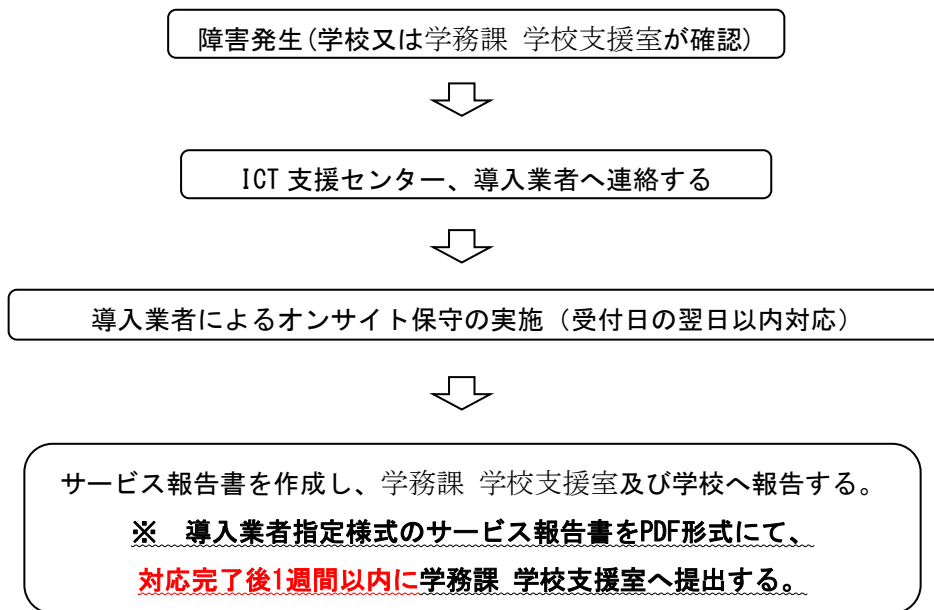 障害発生(学校又は学務課 学校支援室が確認)
ICT 支援センター、導入業者へ連絡する
導入業者によるオンサイト保守の実施（受付日の翌日以内対応）
サービス報告書を作成し、学務課 学校支援室及び学校へ報告する。
※ 導入業者指定様式のサービス報告書をPDF形式にて、
対応完了後1週間以内に学務課 学校支援室へ提出する。